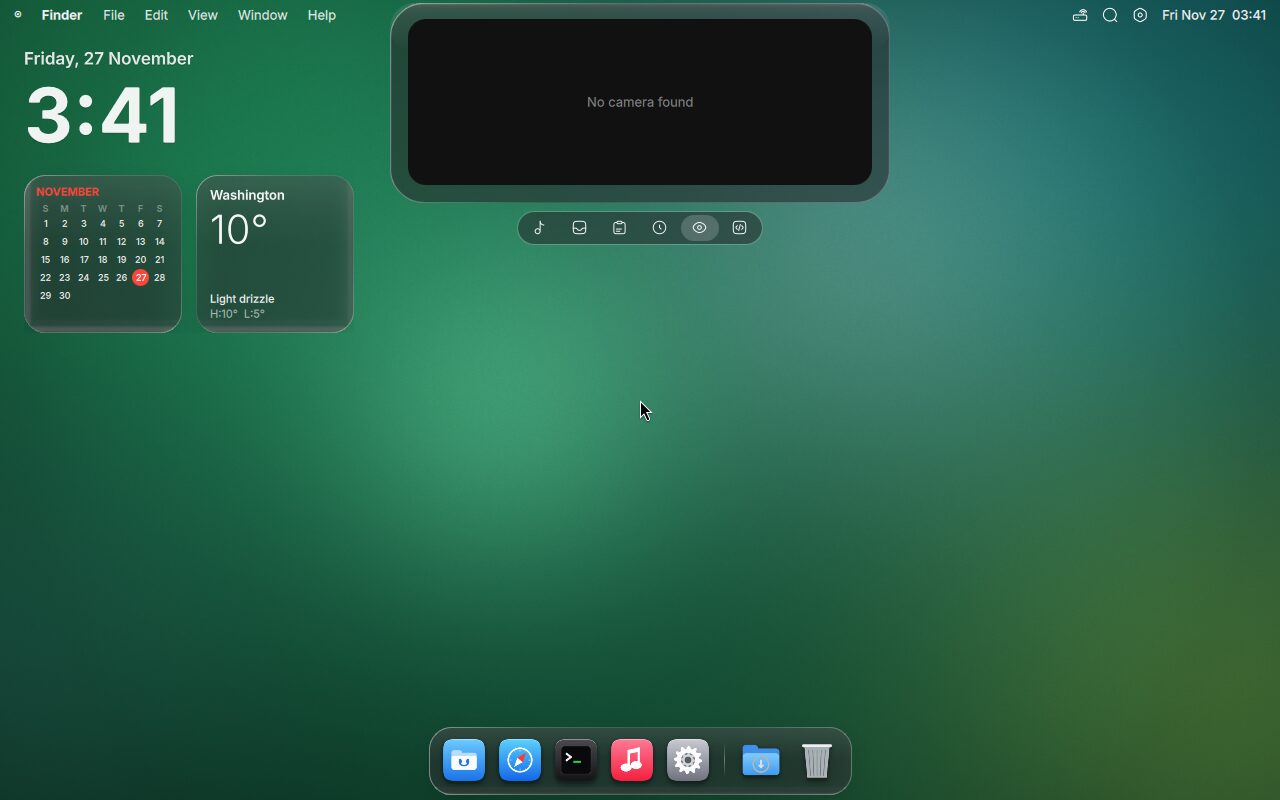 Finder File Edit View Window Help
Fri Nov 27 03:41
Friday, 27 November
3:41
No camera found
NOVEMBER
S M T W T F S
1 2 3 4 5 6 7
8 9 10 11 12 13 14
15 16 17 18 19 20 21
22 23 24 25 26 27 28
29 30
Washington
10°
Light drizzle
H:10° L:5°